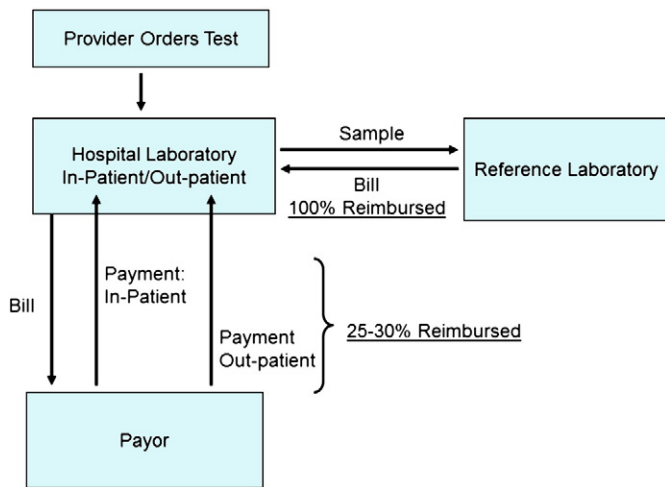 Provider Orders Test
Hospital Laboratory
In-Patient/Out-patient
Sample
Bill
100% Reimbursed
Reference Laboratory
Bill
Payment:
In-Patient
Payment
Out-patient
25-30% Reimbursed
Payor